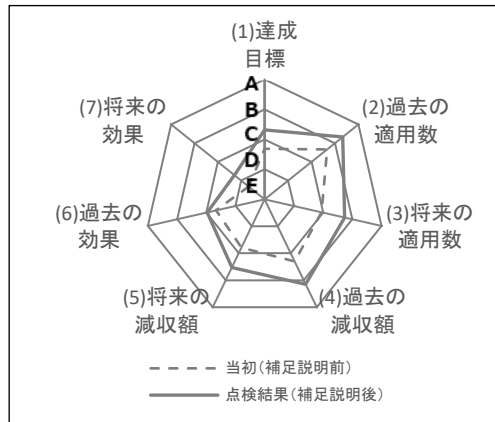 (1)達成
目標
A
B
C
D
E
(2)過去の
適用数
(3)将来の
適用数
(4)過去の
減収額
(5)将来の
減収額
(6)過去の
効果
(7)将来の
効果
当初(補足説明前)
点検結果(補足説明後)